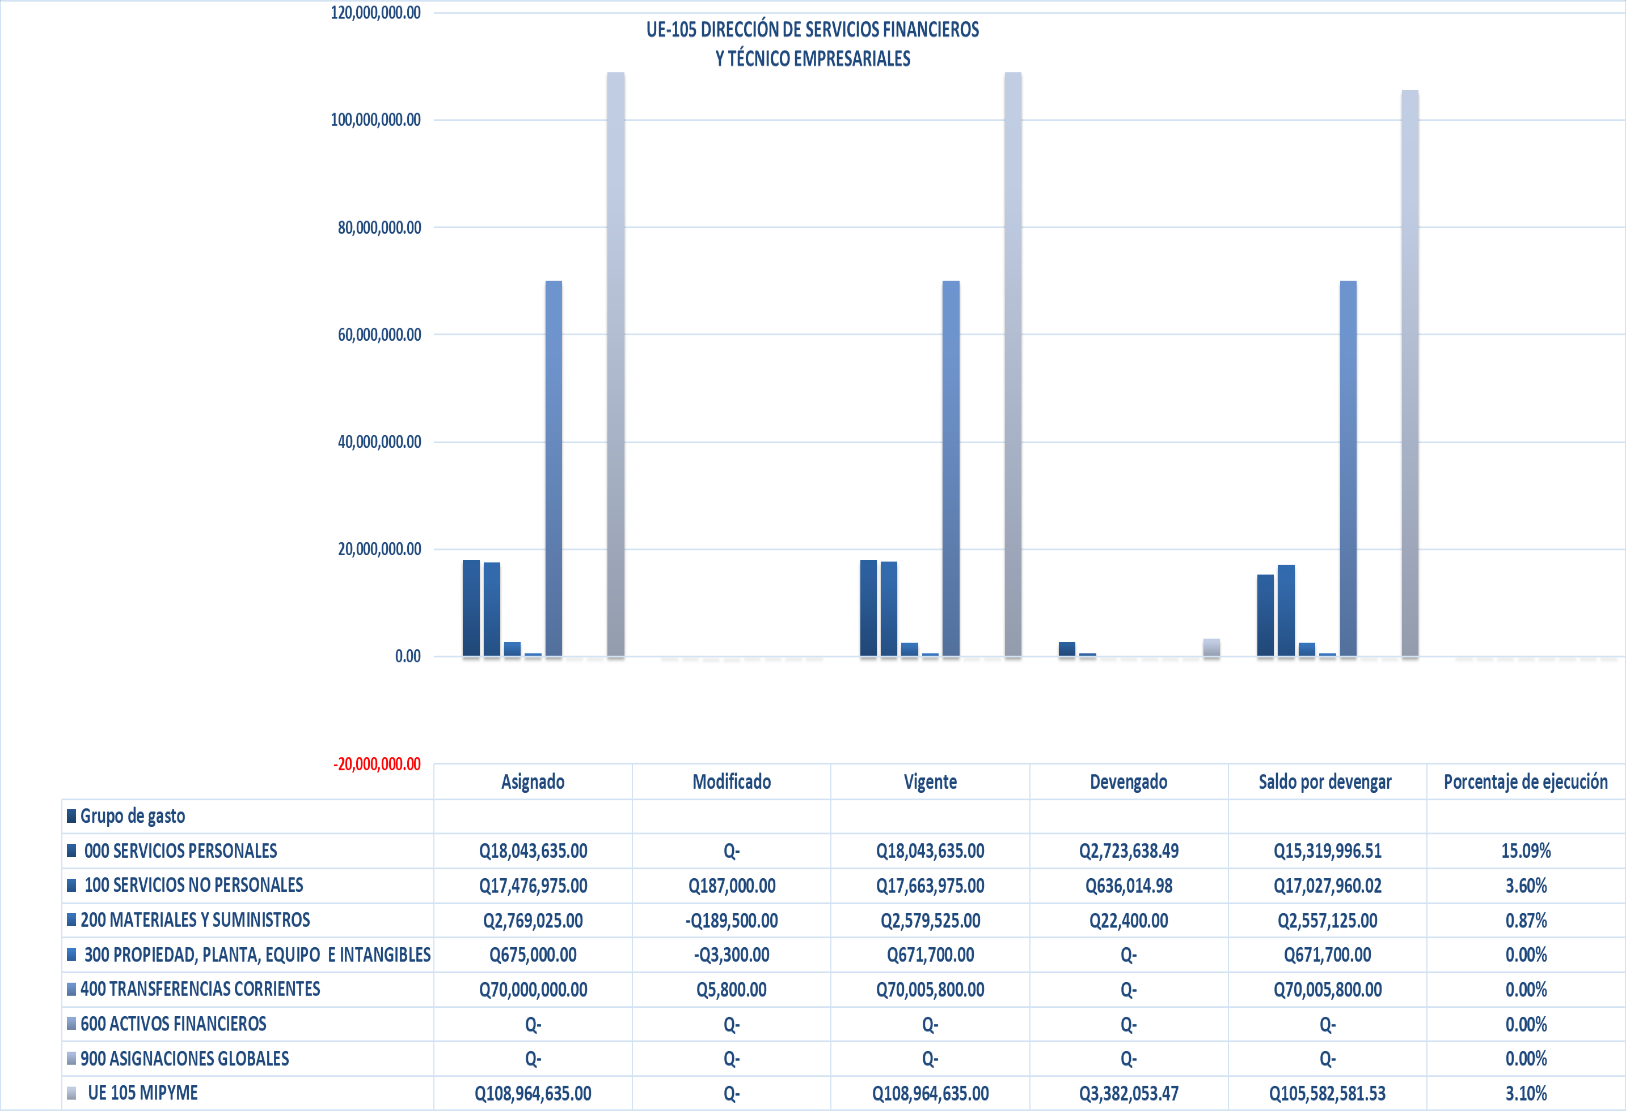 UE-105 DIRECCIÓN DE SERVICIOS FINANCIEROS
Y TÉCNICO EMPRESARIALES
120,000,000.00
100,000,000.00
80,000,000.00
60,000,000.00
40,000,000.00
20,000,000.00
0.00
-20,000,000.00
Asignado Modificado Vigente Devengado Saldo por devengar Porcentaje de ejecución
Grupo de gasto
000 SERVICIOS PERSONALES Q18,043,635.00 Q- Q18,043,635.00 Q2,723,638.49 Q15,319,996.51 15.09%
100 SERVICIOS NO PERSONALES Q17,476,975.00 Q187,000.00 Q17,663,975.00 Q636,014.98 Q17,027,960.02 3.60%
200 MATERIALES Y SUMINISTROS Q2,769,025.00 -Q189,500.00 Q2,579,525.00 Q22,400.00 Q2,557,125.00 0.87%
300 PROPIEDAD, PLANTA, EQUIPO E INTANGIBLES Q675,000.00 -Q3,300.00 Q671,700.00 Q- Q671,700.00 0.00%
400 TRANSFERENCIAS CORRIENTES Q70,000,000.00 Q5,800.00 Q70,005,800.00 Q- Q70,005,800.00 0.00%
600 ACTIVOS FINANCIEROS Q- Q- Q- Q- Q- 0.00%
900 ASIGNACIONES GLOBALES Q- Q- Q- Q- Q- 0.00%
UE 105 MIPYME Q108,964,635.00 Q- Q108,964,635.00 Q3,382,053.47 Q105,582,581.53 3.10%